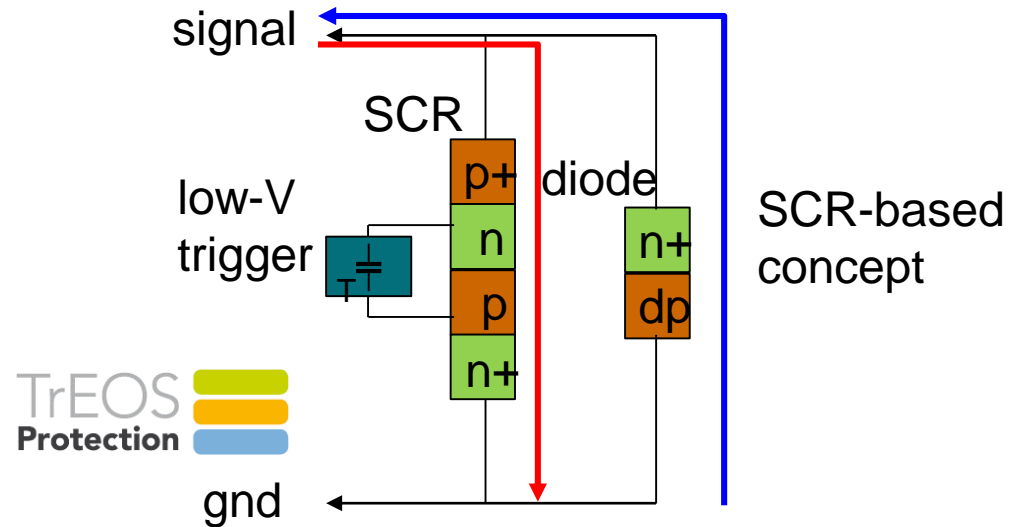 signal
SCR
p+
diode
low-V
trigger
n
n+
SCR-based
concept
T
p
dp
n+
TrEOS
Protection
gnd